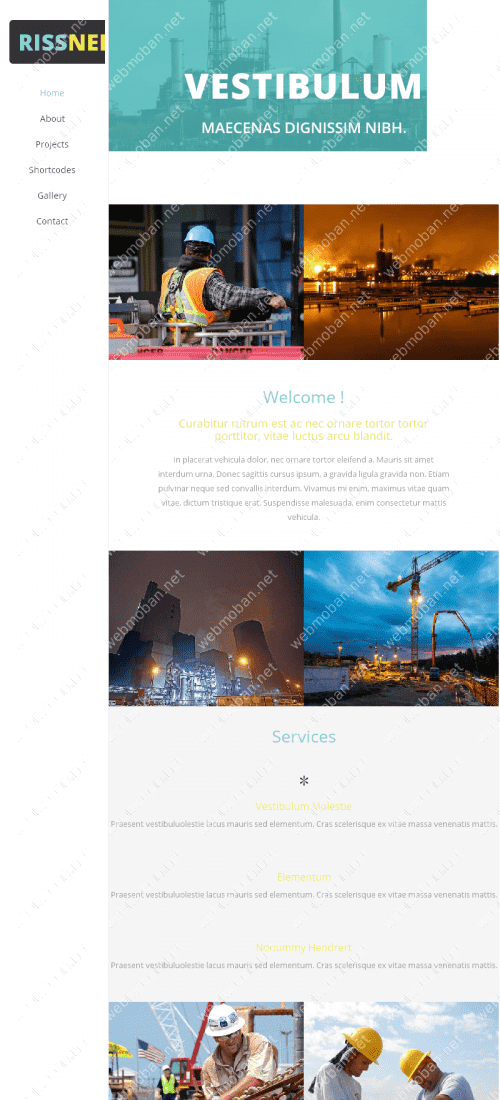 RISSNE
VESTIBULUM
MAECENAS DIGNISSIM NIBH.
Home
About
Projects
Shortcodes
Gallery
Contact
DANGER
Welcome !
Curabitur rutrum est ac nec ornare tortor tortor
porttitor, vitae luctus arcu blandit.
In placerat vehicula dolor, nec ornare tortor eleifend a. Mauris sit amet
interdum urna. Donec sagittis cursus ipsum, a gravida ligula gravida non. Etiam
pulvinar neque sed convallis interdum. Vivamus mi enim, maximus vitae quam
vitae, dictum tristique erat. Suspendisse malesuada, enim consectetur mattis
vehicula.
Services
Vestibulum Molestie
Praesent vestibuluolestie lacus mauris sed elementum. Cras scelerisque ex vitae massa venenatis mattis.
Elementum
Praesent vestibuluolestie lacus mauris sed elementum. Cras scelerisque ex vitae massa venenatis mattis.
Nonummy Hendrert
Praesent vestibuluolestie lacus mauris sed elementum. Cras scelerisque ex vitae massa venenatis mattis.
webmoban.net